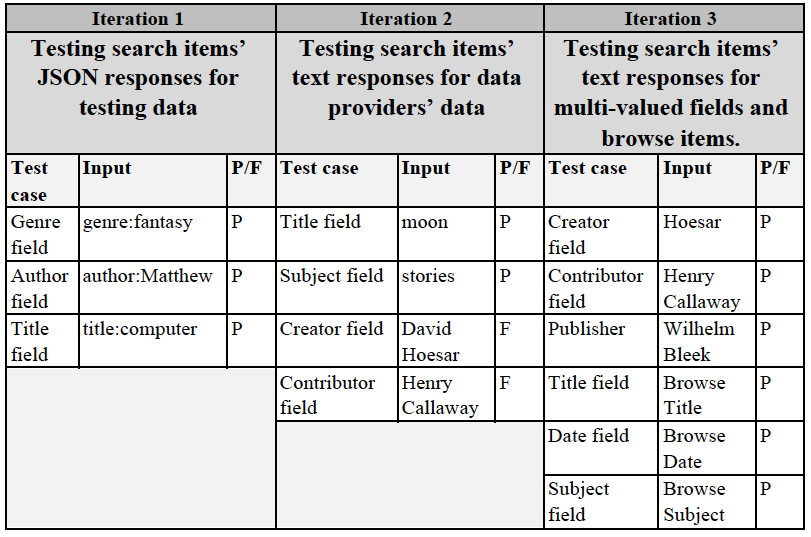 Iteration 1
Iteration 2
Iteration 3
Testing search items’
JSON responses for
testing data
Testing search items’
text responses for data
providers’ data
Testing search items’
text responses for
multi-valued fields and
browse items.
Test
case
Input
P/F
Test case
Input
P/F
Test case
Input
P/F
Genre
field
genre:fantasy
P
Title field
moon
P
Creator
field
Hoesar
P
Author
field
author:Matthew
P
Subject field
stories
P
Contributor
field
Henry
Callaway
P
Title
field
title:computer
P
Creator field
David
Hoesar
F
Publisher
Wilhelm
Bleek
P
Contributor
field
Henry
Callaway
F
Title field
Browse
Title
P
Date field
Browse
Date
P
Subject
field
Browse
Subject
P